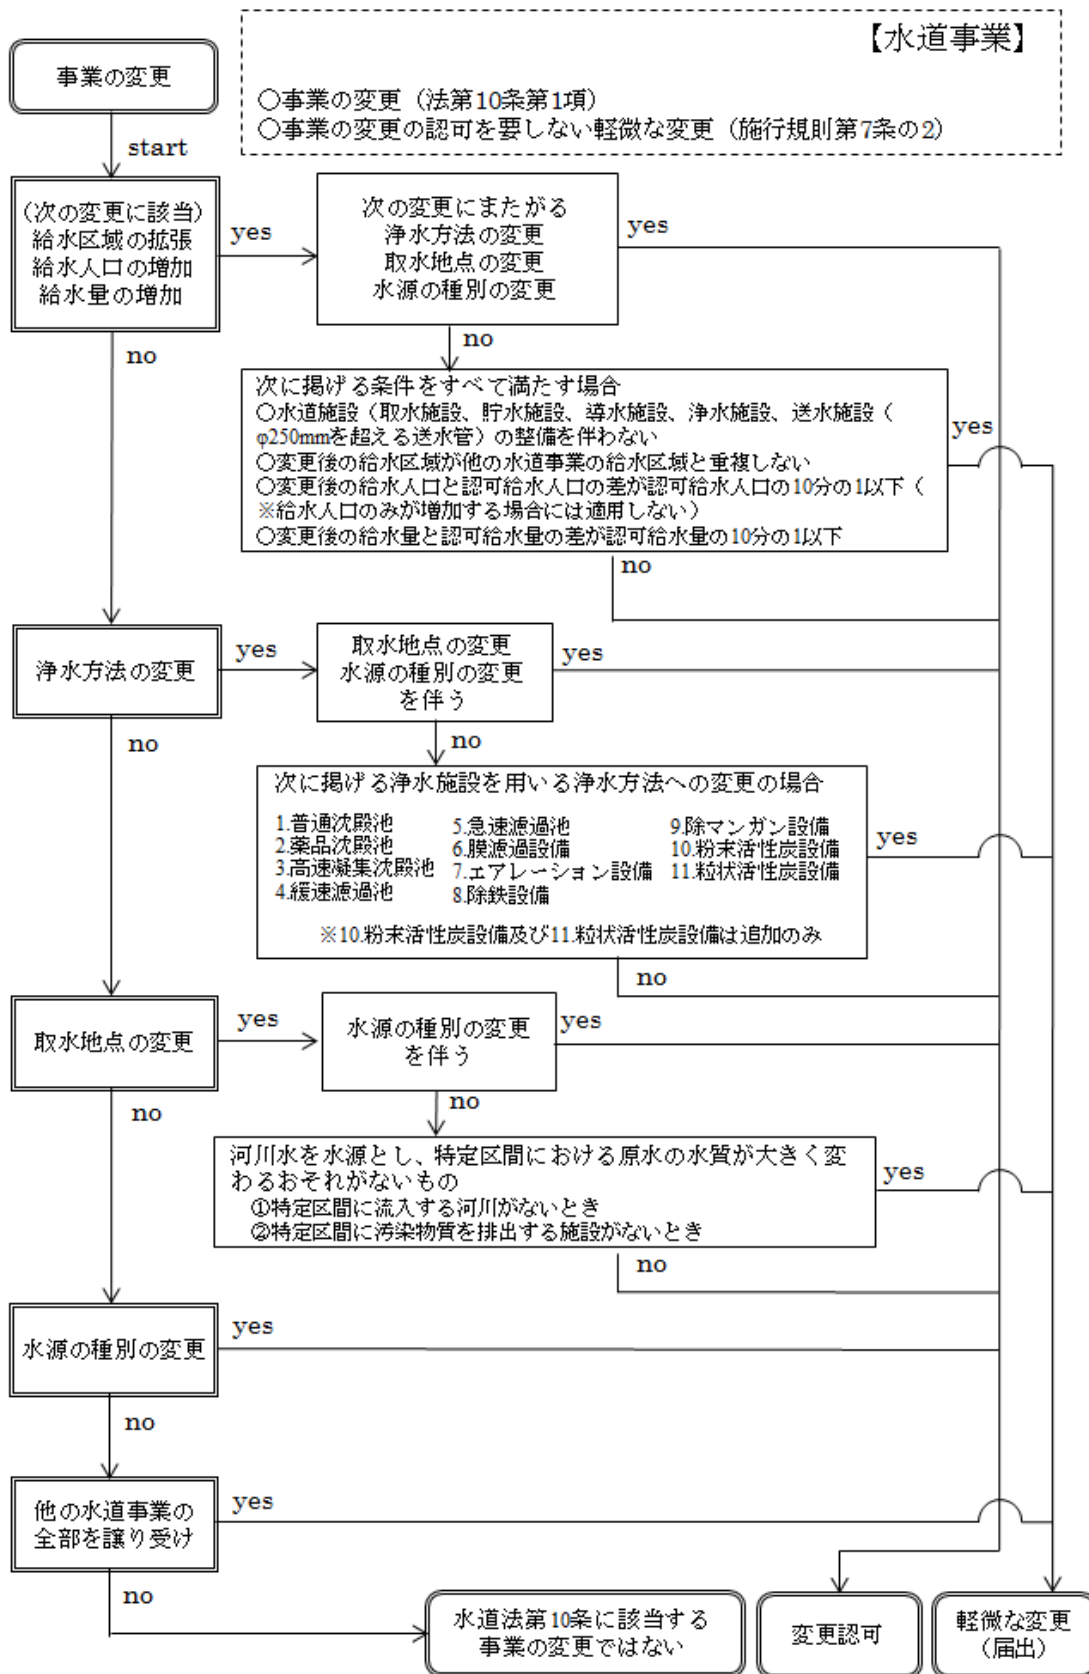 【水道事業】
○事業の変更（法第10条第1項）
○事業の変更の認可を要しない軽微な変更（施行規則第7条の2）
事業の変更
start
（次の変更に該当）
給水区域の拡張
給水人口の増加
給水量の増加
yes
次の変更にまたがる
浄水方法の変更
取水地点の変更
水源の種別の変更
yes
no
no
次に掲げる条件をすべて満たす場合
○水道施設（取水施設、貯水施設、導水施設、浄水施設、送水施設（
φ250mmを超える送水管）の整備を伴わない
○変更後の給水区域が他の水道事業の給水区域と重複しない
○変更後の給水人口と認可給水人口の差が認可給水人口の10分の1以下（
※給水人口のみが増加する場合には適用しない）
○変更後の給水量と認可給水量の差が認可給水量の10分の1以下
yes
no
浄水方法の変更
yes
取水地点の変更
水源の種別の変更
を伴う
yes
no
no
次に掲げる浄水施設を用いる浄水方法への変更の場合
1.普通沈殿池
2.薬品沈殿池
3.高速凝集沈殿池
4.緩速濾過池
5.急速濾過池
6.膜濾過設備
7.エアレーション設備
8.除鉄設備
9.除マンガン設備
10.粉末活性炭設備
11.粒状活性炭設備
※10.粉末活性炭設備及び11.粒状活性炭設備は追加のみ
yes
no
取水地点の変更
yes
水源の種別の変更
を伴う
yes
no
no
河川水を水源とし、特定区間における原水の水質が大きく変
わるおそれがないもの
①特定区間に流入する河川がないとき
②特定区間に汚染物質を排出する施設がないとき
yes
no
水源の種別の変更
yes
no
他の水道事業の
全部を譲り受け
yes
no
水道法第10条に該当する
事業の変更ではない
変更認可
軽微な変更
（届出）